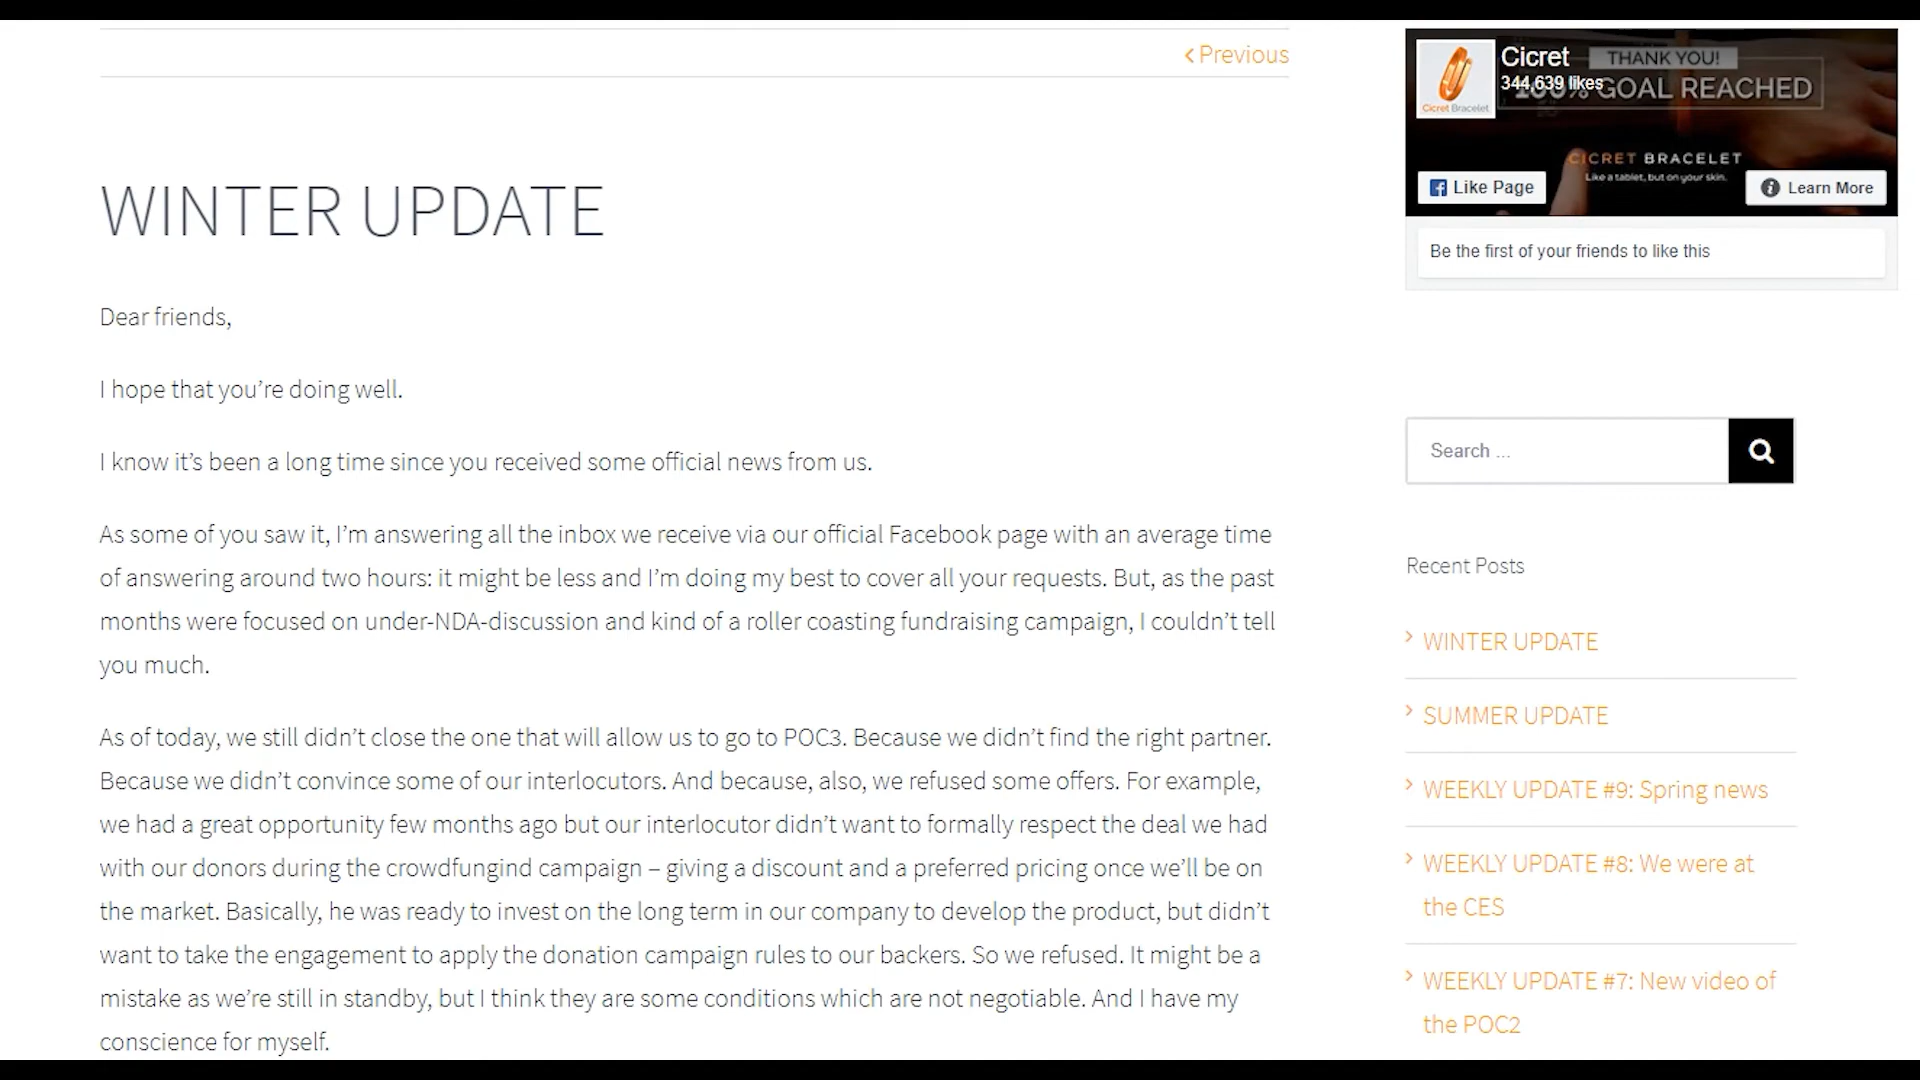 Previous
WINTER UPDATE
Dear friends,
I hope that you're doing well.
I know it's been a long time since you received some official news from us.
As some of you saw it, I'm answering all the inbox we receive via our official Facebook page with an average time
of answering around two hours: it might be less and I'm doing my best to cover all your requests. But, as the past
months were focused on under-NDA-discussion and kind of a roller coasting fundraising campaign, I couldn't tell
you much.
As of today, we still didn't close the one that will allow us to go to POC3. Because we didn't find the right partner.
Because we didn't convince some of our interlocutors. And because, also, we refused some offers. For example,
we had a great opportunity few months ago but our interlocutor didn't want to formally respect the deal we had
with our donors during the crowdfungind campaign – giving a discount and a preferred pricing once we'll be on
the market. Basically, he was ready to invest on the long term in our company to develop the product, but didn't
want to take the engagement to apply the donation campaign rules to our backers. So we refused. It might be a
mistake as we're still in standby, but I think they are some conditions which are not negotiable. And I have my
conscience for myself.
Cicret
THANK YOU!
344,639 likes
100% GOAL REACHED
Cicret Bracelet
CICRET BRACELET
Like a tablet, but on your skin.
Like Page
Learn More
Be the first of your friends to like this
Search ...
Recent Posts
WINTER UPDATE
SUMMER UPDATE
WEEKLY UPDATE #9: Spring news
WEEKLY UPDATE #8: We were at
the CES
WEEKLY UPDATE #7: New video of
the POC2